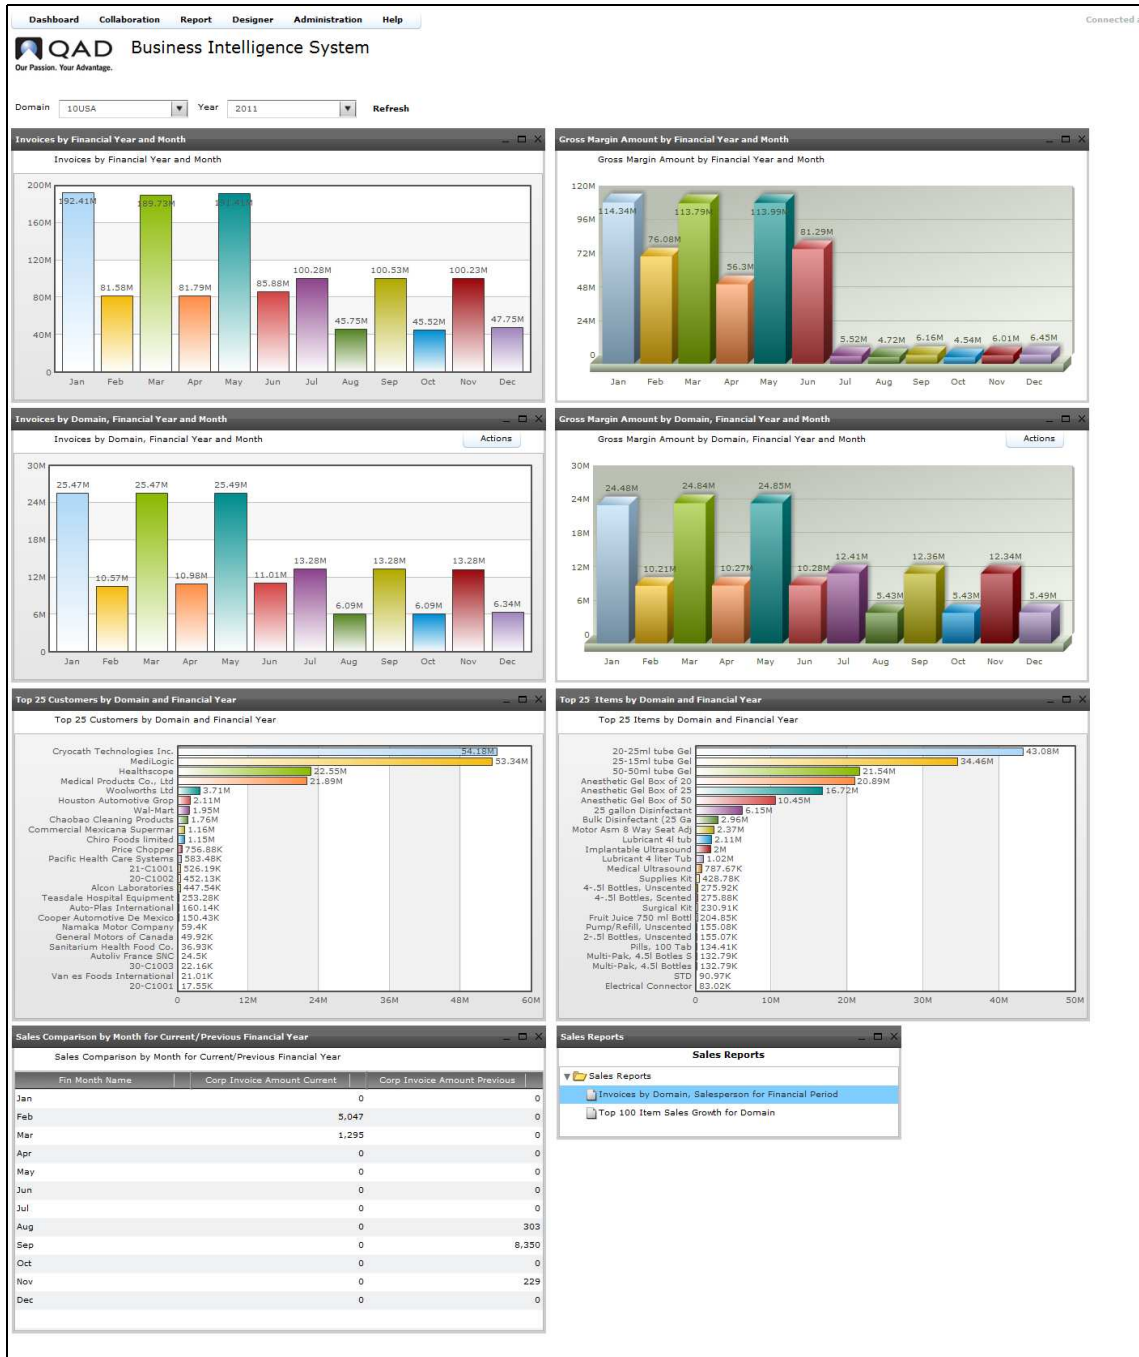 Dashboard Collaboration Report Designer Administration Help
Connected
QAD Business Intelligence System
Our Passion. Your Advantage.
Domain 10USA Year 2011 Refresh
Invoices by Financial Year and Month
Invoices by Financial Year and Month
200M
160M
120M
80M
40M
0
192.41M 81.58M 189.73M 81.79M 85.88M 100.28M 45.75M 100.53M 45.52M 100.23M 47.75M
Jan Feb Mar Apr May Jun Jul Aug Sep Oct Nov Dec
Gross Margin Amount by Financial Year and Month
Gross Margin Amount by Financial Year and Month
120M
96M
72M
48M
24M
0
114.34M 76.08M 113.79M 56.3M 113.99M 81.29M 5.52M 4.72M 6.16M 4.54M 6.01M 6.45M
Jan Feb Mar Apr May Jun Jul Aug Sep Oct Nov Dec
Invoices by Domain, Financial Year and Month
Invoices by Domain, Financial Year and Month Actions
30M
24M
18M
12M
6M
0
25.47M 10.57M 25.47M 10.98M 25.49M 11.01M 13.28M 6.09M 13.28M 6.09M 13.28M 6.34M
Jan Feb Mar Apr May Jun Jul Aug Sep Oct Nov Dec
Gross Margin Amount by Domain, Financial Year and Month
Gross Margin Amount by Domain, Financial Year and Month Actions
30M
24M
18M
12M
6M
0
24.48M 10.21M 24.84M 10.27M 24.85M 10.28M 12.41M 5.43M 12.36M 5.43M 12.34M 5.49M
Jan Feb Mar Apr May Jun Jul Aug Sep Oct Nov Dec
Top 25 Customers by Domain and Financial Year
Top 25 Customers by Domain and Financial Year
Cryocath Technologies Inc. 54.18M
MediLogic 53.34M
Healthscope 22.55M
Medical Products Co., Ltd 21.89M
Woolworths Ltd 3.71M
Houston Automotive Grop 2.11M
Wal-Mart 1.95M
Chaobao Cleaning Products 1.76M
Commercial Mexicana Supermar 1.16M
Chiro Foods limited 1.15M
Price Chopper 756.88K
Pacific Health Care Systems 583.48K
21-C1001 526.19K
20-C1002 452.13K
Alcon Laboratories 447.54K
Teasdale Hospital Equipment 253.28K
Auto-Plas International 160.14K
Cooper Automotive De Mexico 150.43K
Namaka Motor Company 59.4K
General Motors of Canada 49.92K
Sanitarium Health Food Co. 36.93K
Autoliv France SNC 24.5K
30-C1003 22.16K
Van es Foods International 21.01K
20-C1001 17.55K
0 12M 24M 36M 48M 60M
Top 25 Items by Domain and Financial Year
Top 25 Items by Domain and Financial Year
20-25ml tube Gel 43.08M
25-15ml tube Gel 34.46M
50-50ml tube Gel 21.54M
Anesthetic Gel Box of 20 20.89M
Anesthetic Gel Box of 25 16.72M
Anesthetic Gel Box of 50 10.45M
25 gallon Disinfectant 6.15M
Bulk Disinfectant (25 Ga 2.96M
Motor Asm 8 Way Seat Adj 2.37M
Lubricant 4l tub 2.11M
Implantable Ultrasound 2M
Lubricant 4 liter Tub 1.02M
Medical Ultrasound 787.67K
Supplies Kit 428.78K
4-.5l Bottles, Unscented 275.92K
4-.5l Bottles, Scented 275.88K
Surgical Kit 230.91K
Fruit Juice 750 ml Bottl 204.85K
Pump/Refill, Unscented 155.08K
2-.5l Bottles, Unscented 155.07K
Pills, 100 Tab 134.41K
Multi-Pak, 4.5l Botles S 132.79K
Multi-Pak, 4.5l Bottles 132.79K
STD 90.97K
Electrical Connector 83.02K
0 10M 20M 30M 40M 50M
Sales Comparison by Month for Current/Previous Financial Year
Sales Comparison by Month for Current/Previous Financial Year
Fin Month Name Corp Invoice Amount Current Corp Invoice Amount Previous
Jan 0 0
Feb 5,047 0
Mar 1,295 0
Apr 0 0
May 0 0
Jun 0 0
Jul 0 0
Aug 0 303
Sep 0 8,350
Oct 0 0
Nov 0 229
Dec 0 0
Sales Reports
Sales Reports
Sales Reports
Invoices by Domain, Salesperson for Financial Period
Top 100 Item Sales Growth for Domain